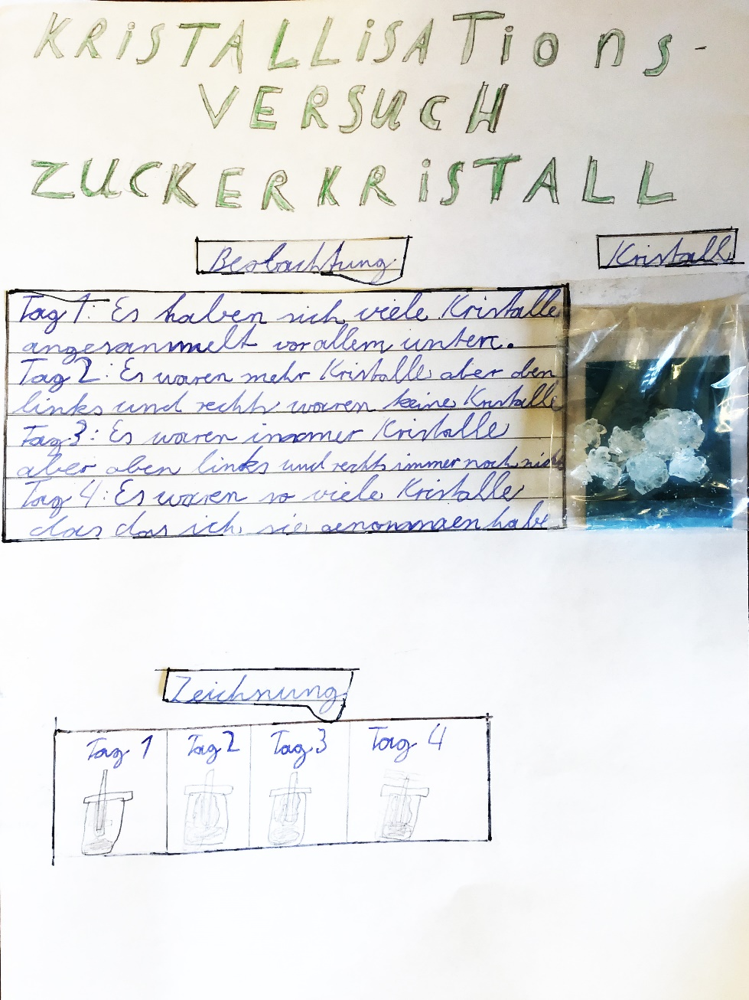 KRiSTALLiSATions-
VERSUCH
ZUCKERKRiSTALL
Beobachtung
Kristall
Tag 1: Es haben sich viele Kristalle
angesammelt vor allem unten.
Tag 2: Es waren mehr Kristalle aber oben
links und rechts waren keine Kristalle
Tag 3: Es waren immer Kristalle
aber oben links und rechts immer noch
Tag 4: Es waren so viele Kristalle
das das ich sie genommen habe
Zeichnung
Tag 1 Tag 2 Tag 3 Tag 4